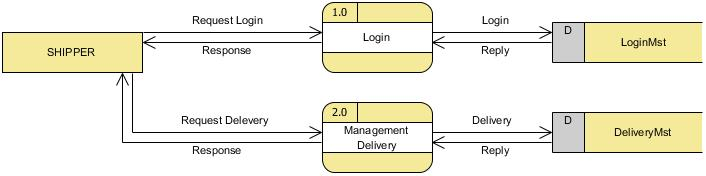 Request Login
1.0
Login
D
SHIPPER
Login
LoginMst
Response
Reply
2.0
Request Delevery
Delivery
D
Management
Delivery
DeliveryMst
Response
Reply